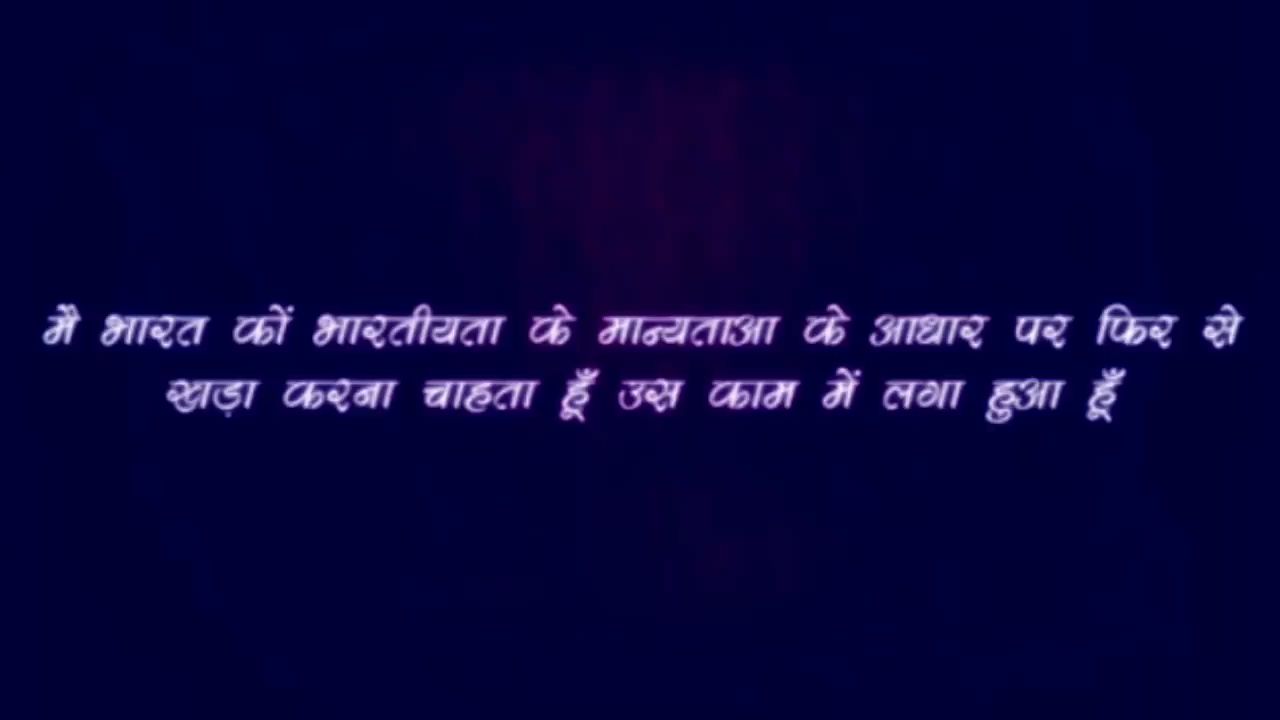 मै भारत कों भारतीयता के मान्यताआ के आधार पर फिर से
खड़ा करना चाहता हूँ उस काम में लगा हुआ हूँ